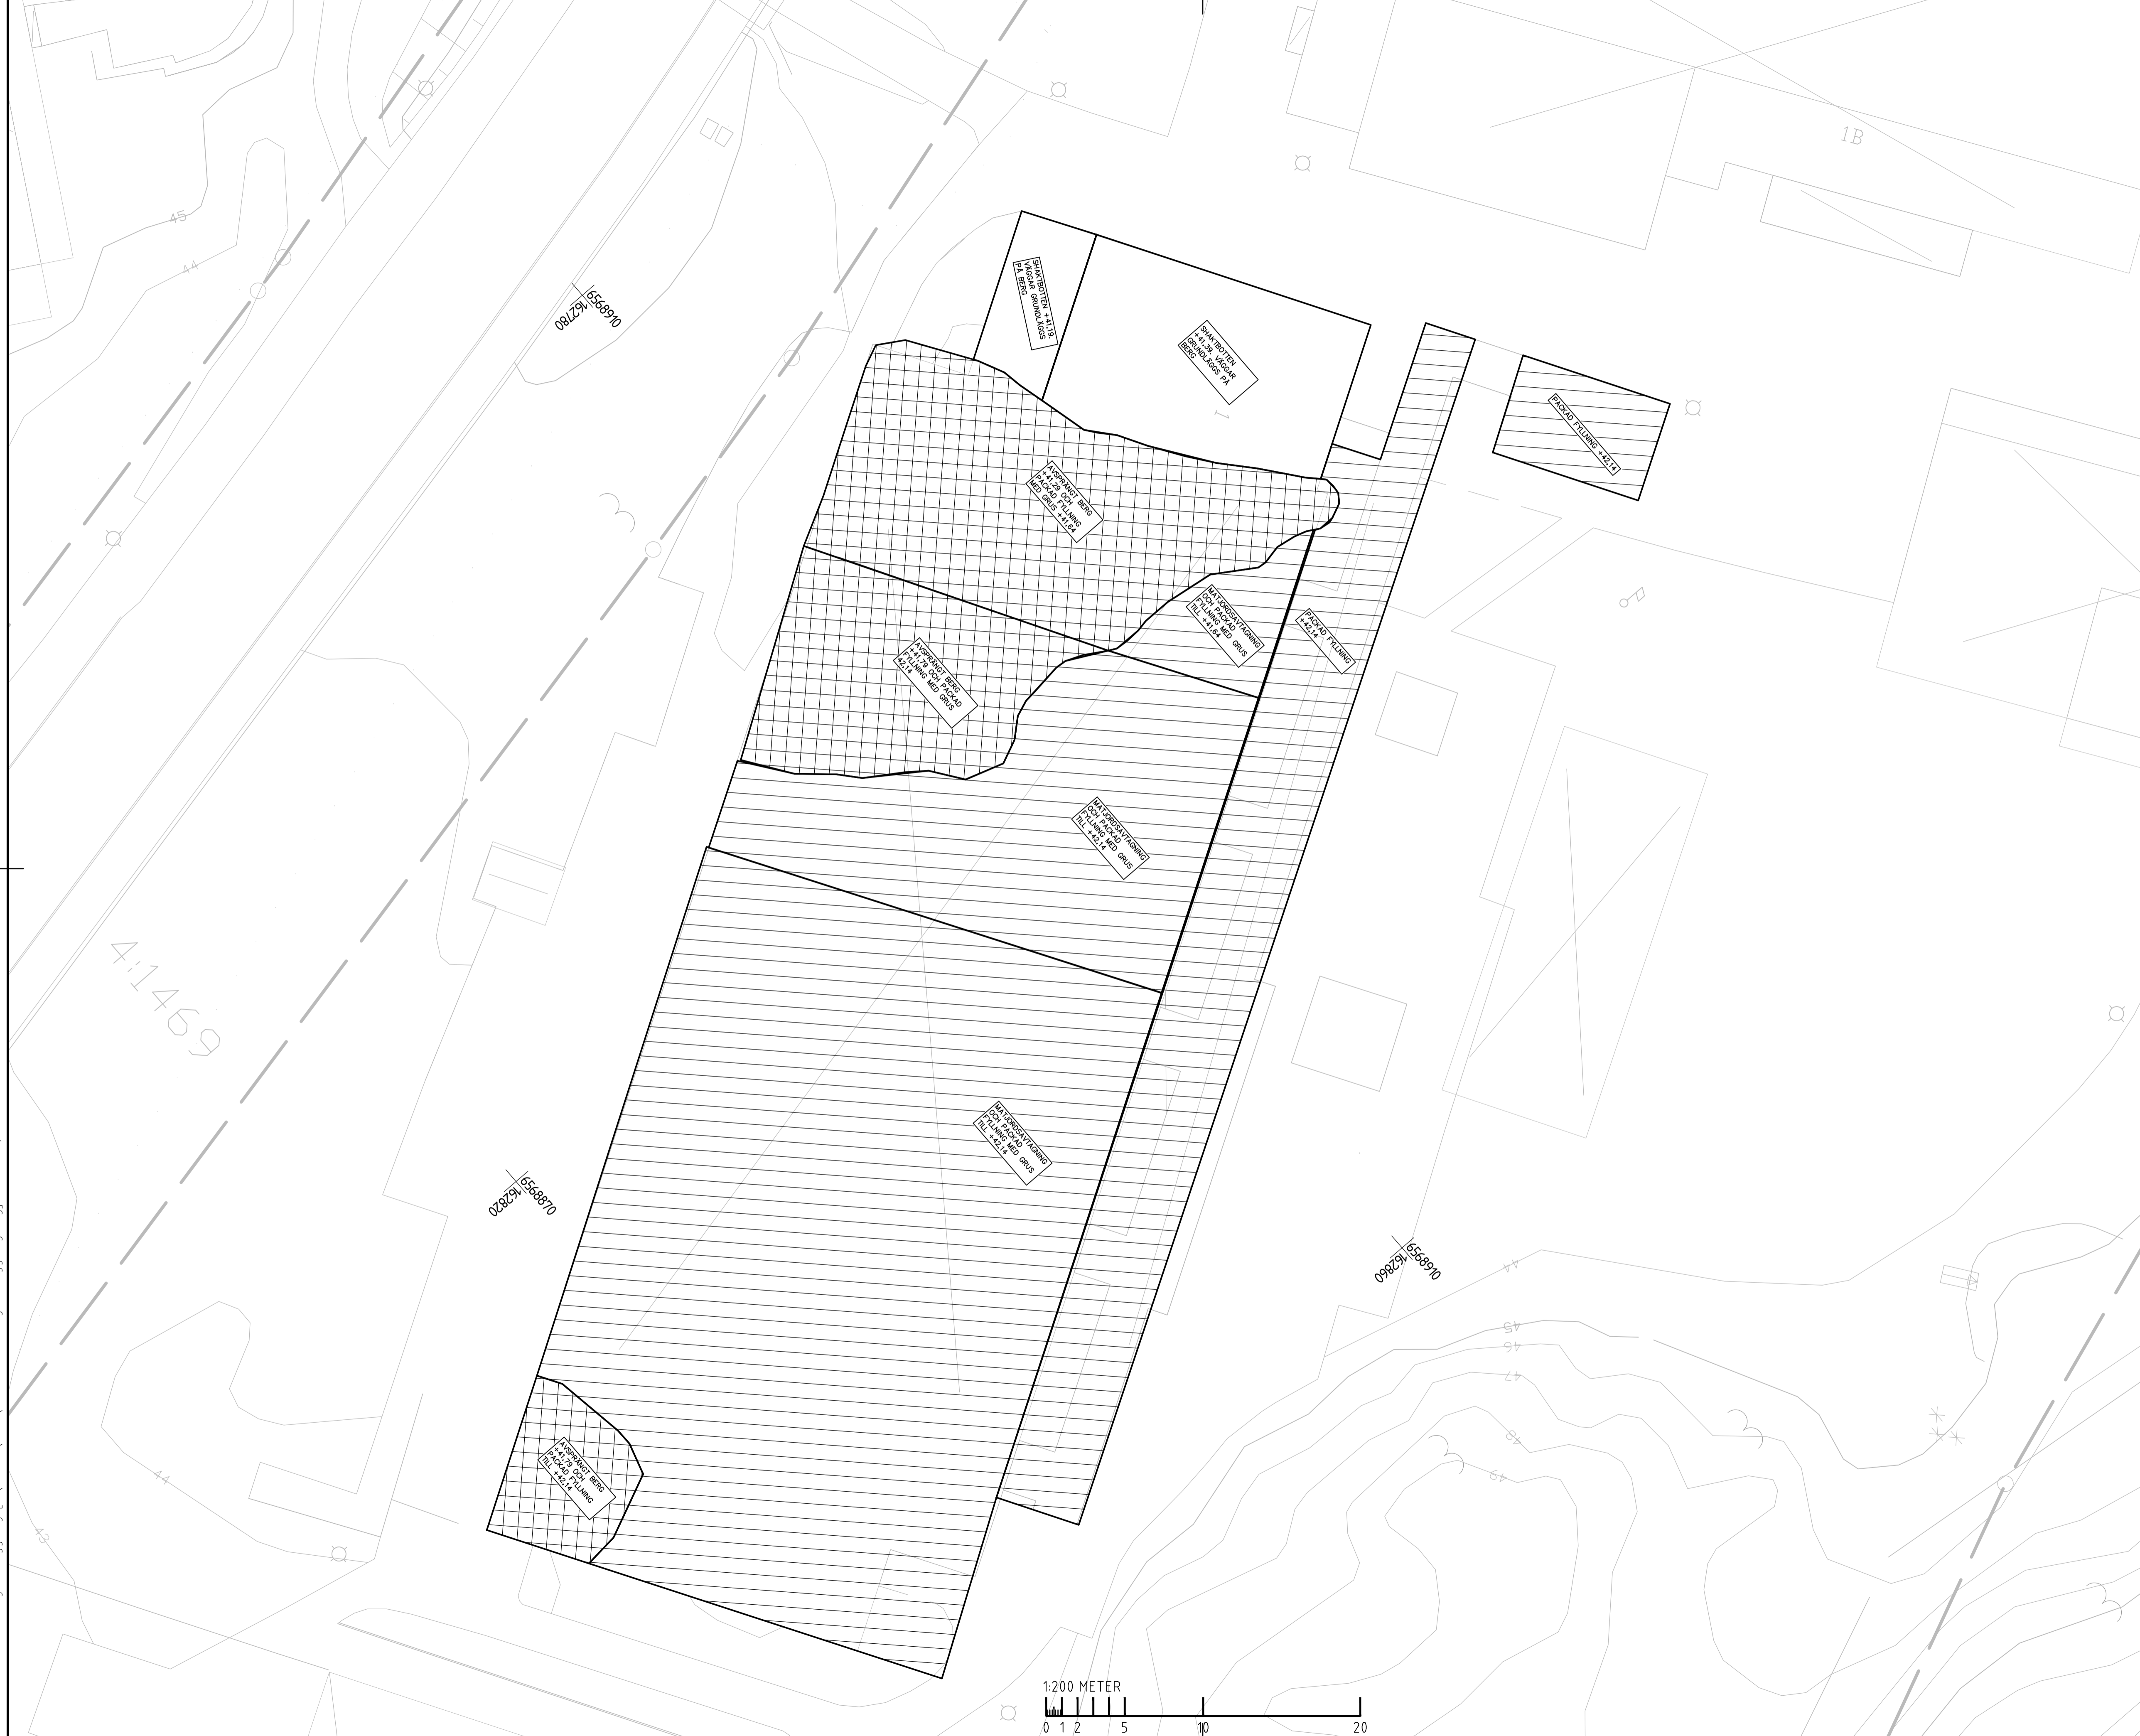 1B
45
44
6568910
162780
SHAKTBOTTEN +41,19.
VÄGGAR GRUNDLÄGGS
PÅ BERG
SHAKTBOTTEN
+41,39. VÄGGAR
GRUNDLÄGGS PÅ
BERG
1
PACKAD FYLLNING +42,14
AVSPRÄNGT BERG
+41,29 OCH
PACKAD FYLLNING
MED GRUS +41,64
MATJORDSAVTAGNING
OCH PACKAD
FYLLNING MED GRUS
TILL +41,64
PACKAD FYLLNING
+42,14
AVSPRÄNGT BERG
+41,79 OCH PACKAD
FYLLNING MED GRUS
42,14
MATJORDSAVTAGNING
OCH PACKAD
FYLLNING MED GRUS
TILL +42,14
4:1469
MATJORDSAVTAGNING
OCH PACKAD
FYLLNING MED GRUS
TILL +42,14
6568870
162820
6568910
162860
44
45
46
47
48
49
AVSPRÄNGT BERG
+41,79 OCH
PACKAD FYLLNING
TILL +42,14
44
43
1:200 METER
0 1 2 5 10 20